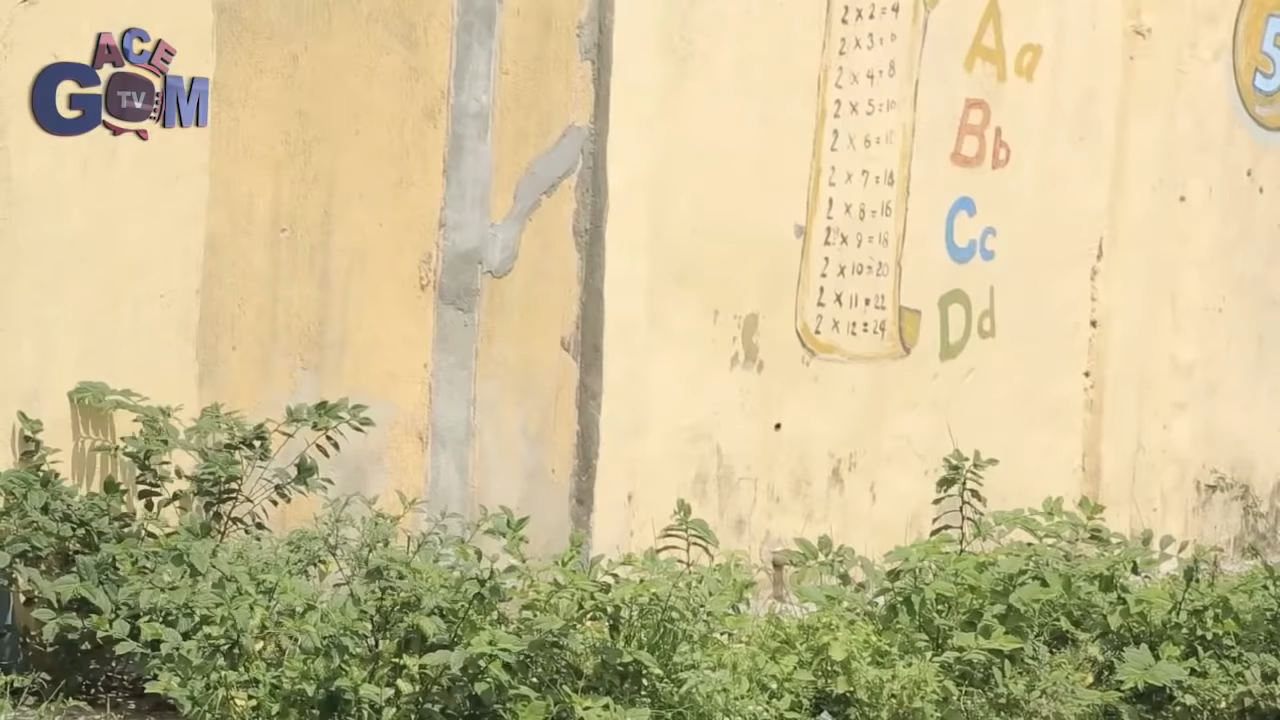 ACE
GOM
TV
2 x 2 = 4
2 x 3 = 6
2 x 4 = 8
2 x 5 = 10
2 x 6 = 12
2 x 7 = 14
2 x 8 = 16
2 x 9 = 18
2 x 10 = 20
2 x 11 = 22
2 x 12 = 24
Aa
Bb
Cc
Dd
5